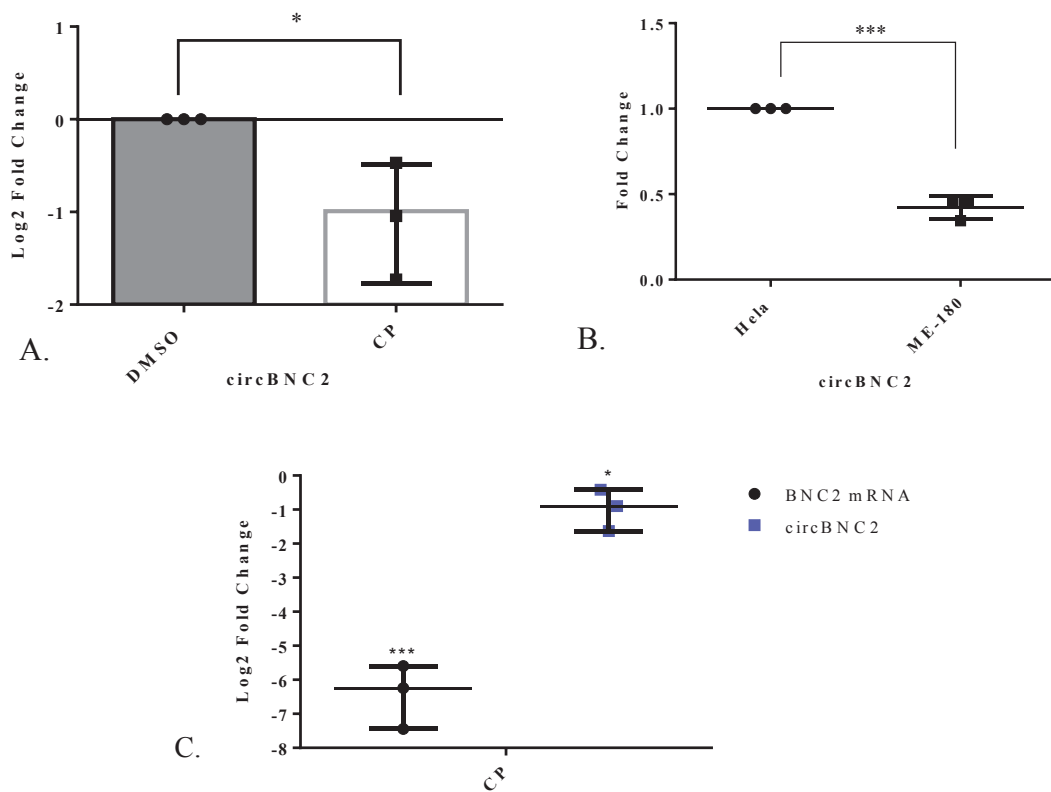 1
*
0
-1
-2
Log2 Fold Change
DMSO
CP
circBNC2
A.
1.5
***
1.0
0.5
0.0
Fold Change
Hela
ME-180
circBNC2
B.
0
-1
-2
-3
-4
-5
-6
-7
-8
Log2 Fold Change
***
*
BNC2 mRNA
circBNC2
CP
C.